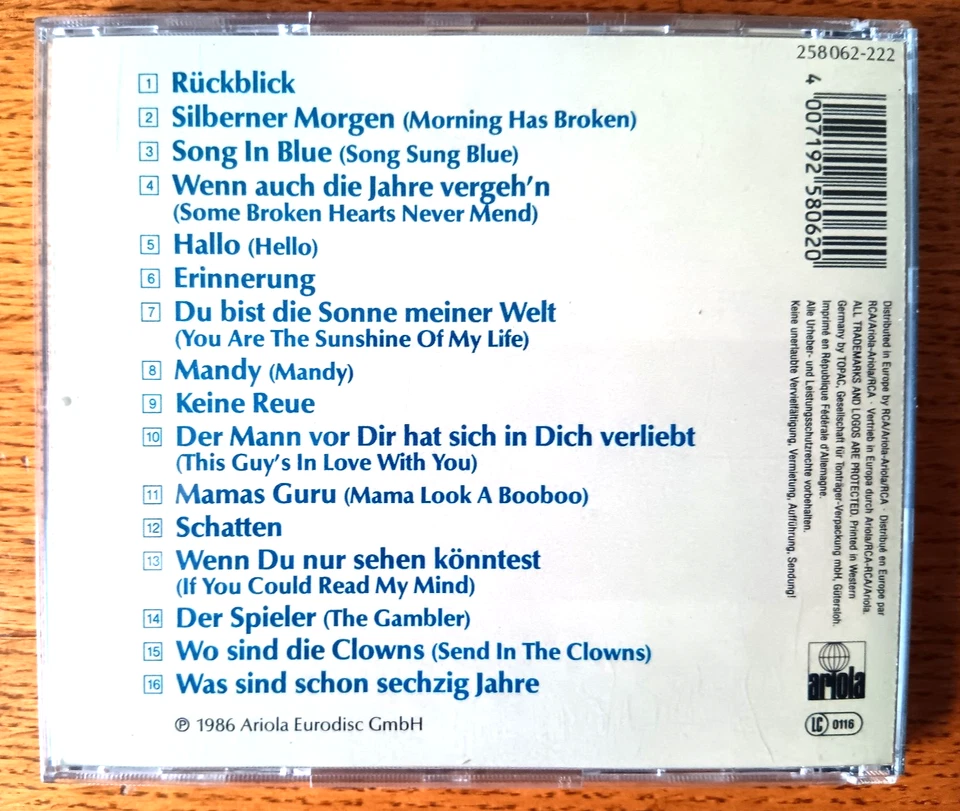 258062-222
1 Rückblick
2 Silberner Morgen (Morning Has Broken)
3 Song In Blue (Song Sung Blue)
4 Wenn auch die Jahre vergeh'n
(Some Broken Hearts Never Mend)
5 Hallo (Hello)
6 Erinnerung
7 Du bist die Sonne meiner Welt
(You Are The Sunshine Of My Life)
8 Mandy (Mandy)
9 Keine Reue
10 Der Mann vor Dir hat sich in Dich verliebt
(This Guy's In Love With You)
11 Mamas Guru (Mama Look A Booboo)
12 Schatten
13 Wenn Du nur sehen könntest
(If You Could Read My Mind)
14 Der Spieler (The Gambler)
15 Wo sind die Clowns (Send In The Clowns)
16 Was sind schon sechzig Jahre
℗ 1986 Ariola Eurodisc GmbH
4 007192 580620
Distributed in Europe by RCA/Ariola-Ariola/RCA · Distribué en Europe par
RCA/Ariola-Ariola/RCA · Vertrieb in Europa durch Ariola/RCA-RCA/Ariola.
ALL TRADEMARKS AND LOGOS ARE PROTECTED. Printed in Western
Germany by TOPAC, Gesellschaft für Tonträger-Verpackung mbH, Gütersloh.
Imprimé en République Fédérale d'Allemagne.
Alle Urheber- und Leistungsschutzrechte vorbehalten.
Keine unerlaubte Vervielfältigung, Vermietung, Aufführung, Sendung!
ariola
LC 0116